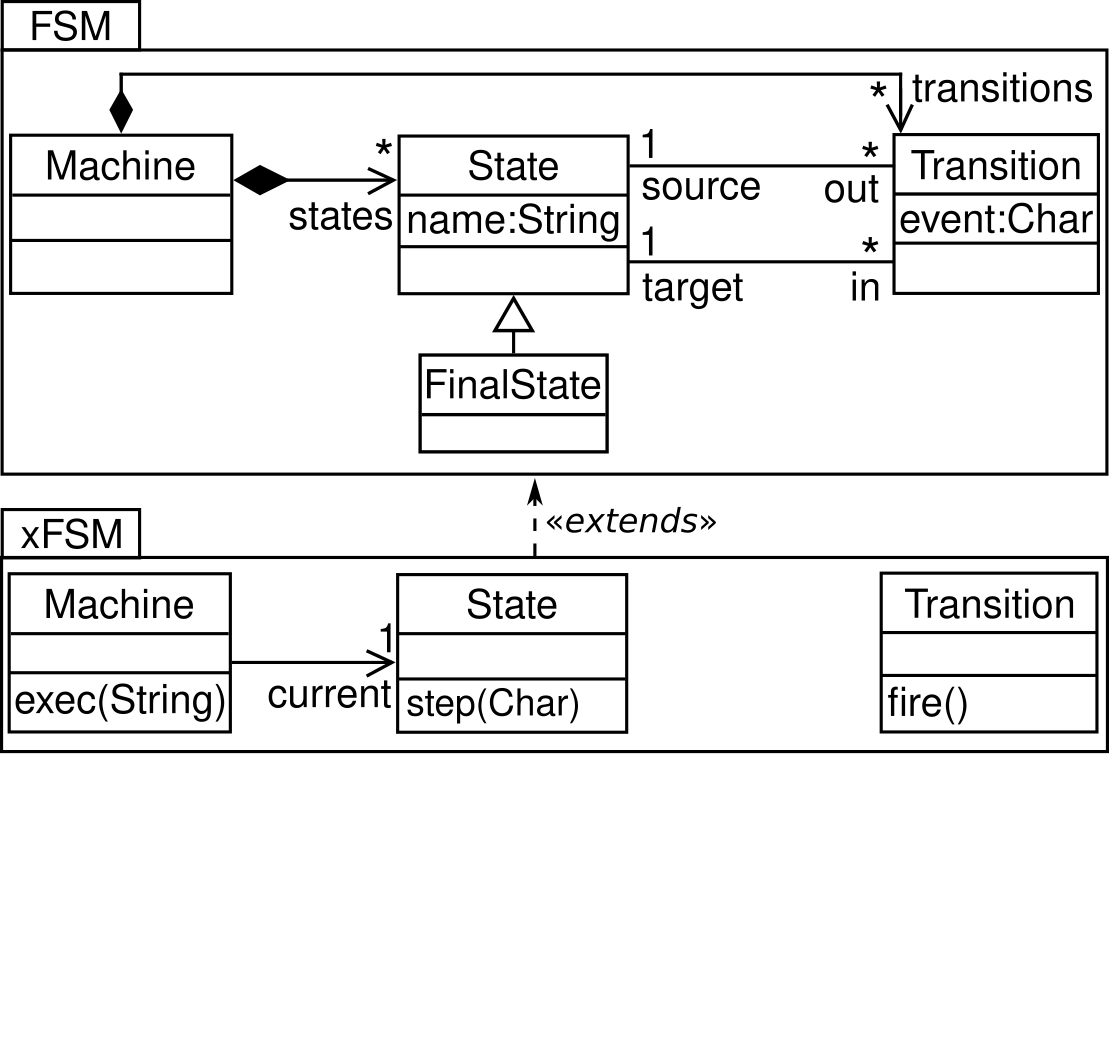 FSM
* transitions
Machine
*
states
State
name:String
1
source
*
out
1
target
*
in
Transition
event:Char
FinalState
«extends»
xFSM
Machine
exec(String)
1
current
State
step(Char)
Transition
fire()